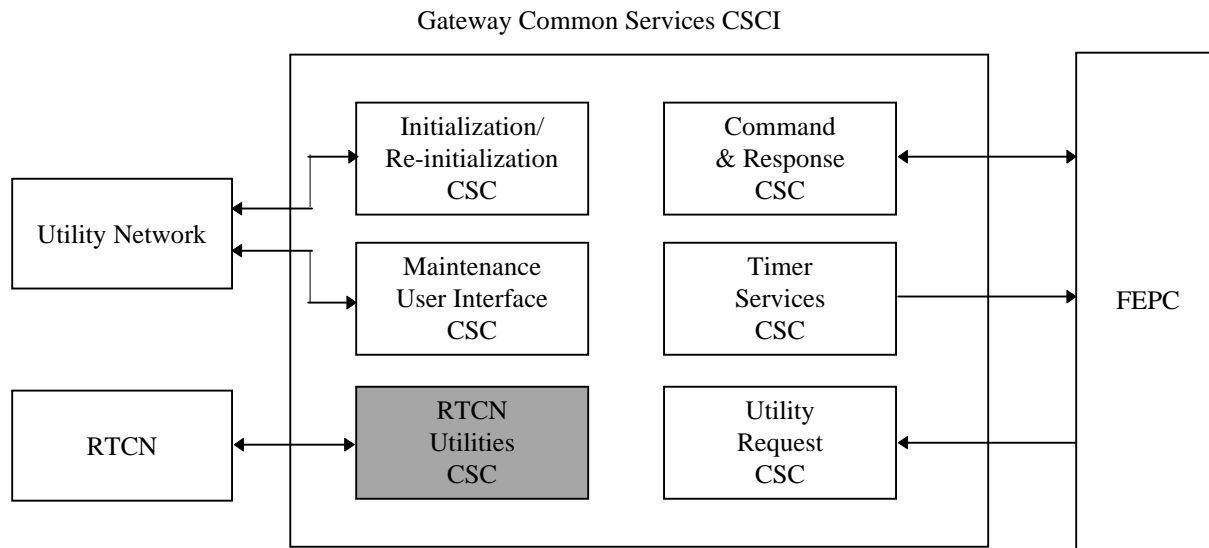 Gateway Common Services CSCI
Initialization/
Re-initialization
CSC
Command
& Response
CSC
Utility Network
Maintenance
User Interface
CSC
Timer
Services
CSC
FEPC
RTCN
RTCN
Utilities
CSC
Utility
Request
CSC